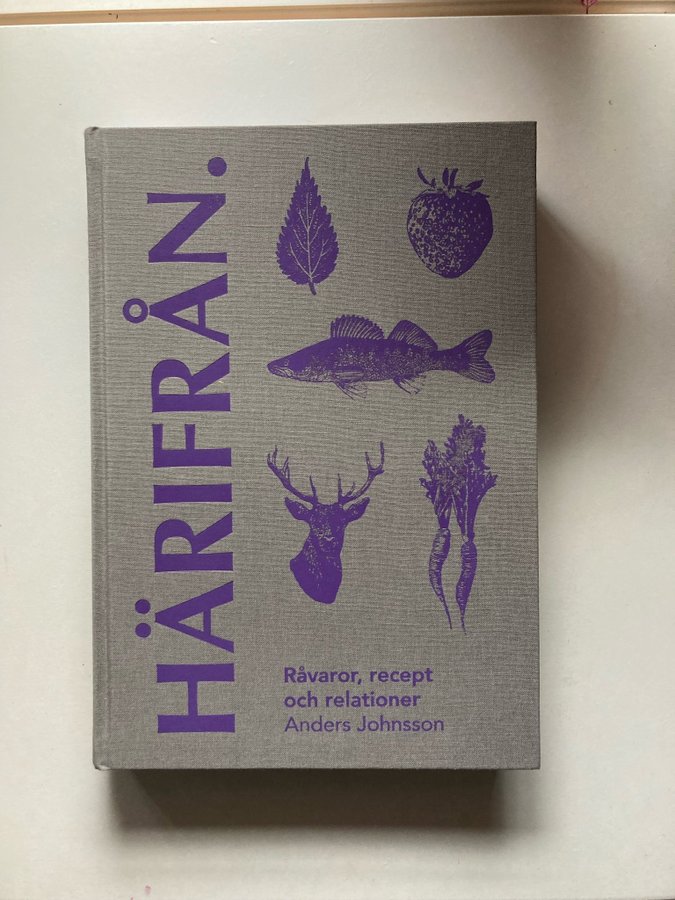 HÄRIFRÅN.
Råvaror, recept
och relationer
Anders Johnsson